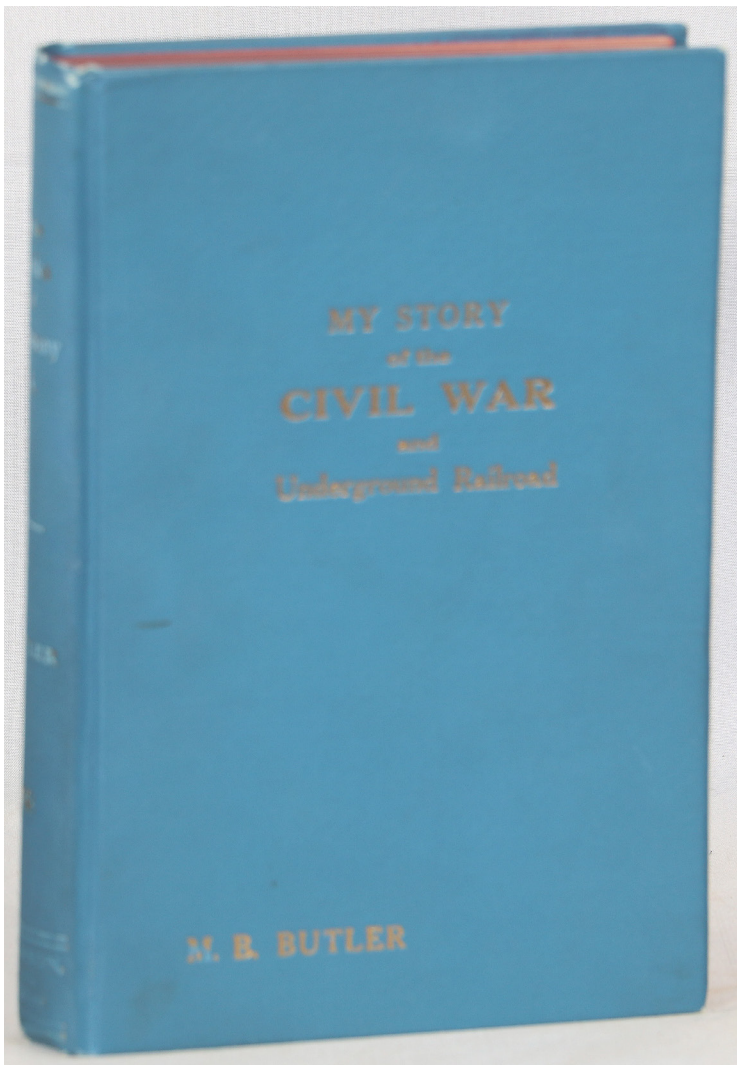 MY STORY
of the
CIVIL WAR
and
Underground Railroad
M. B. BUTLER